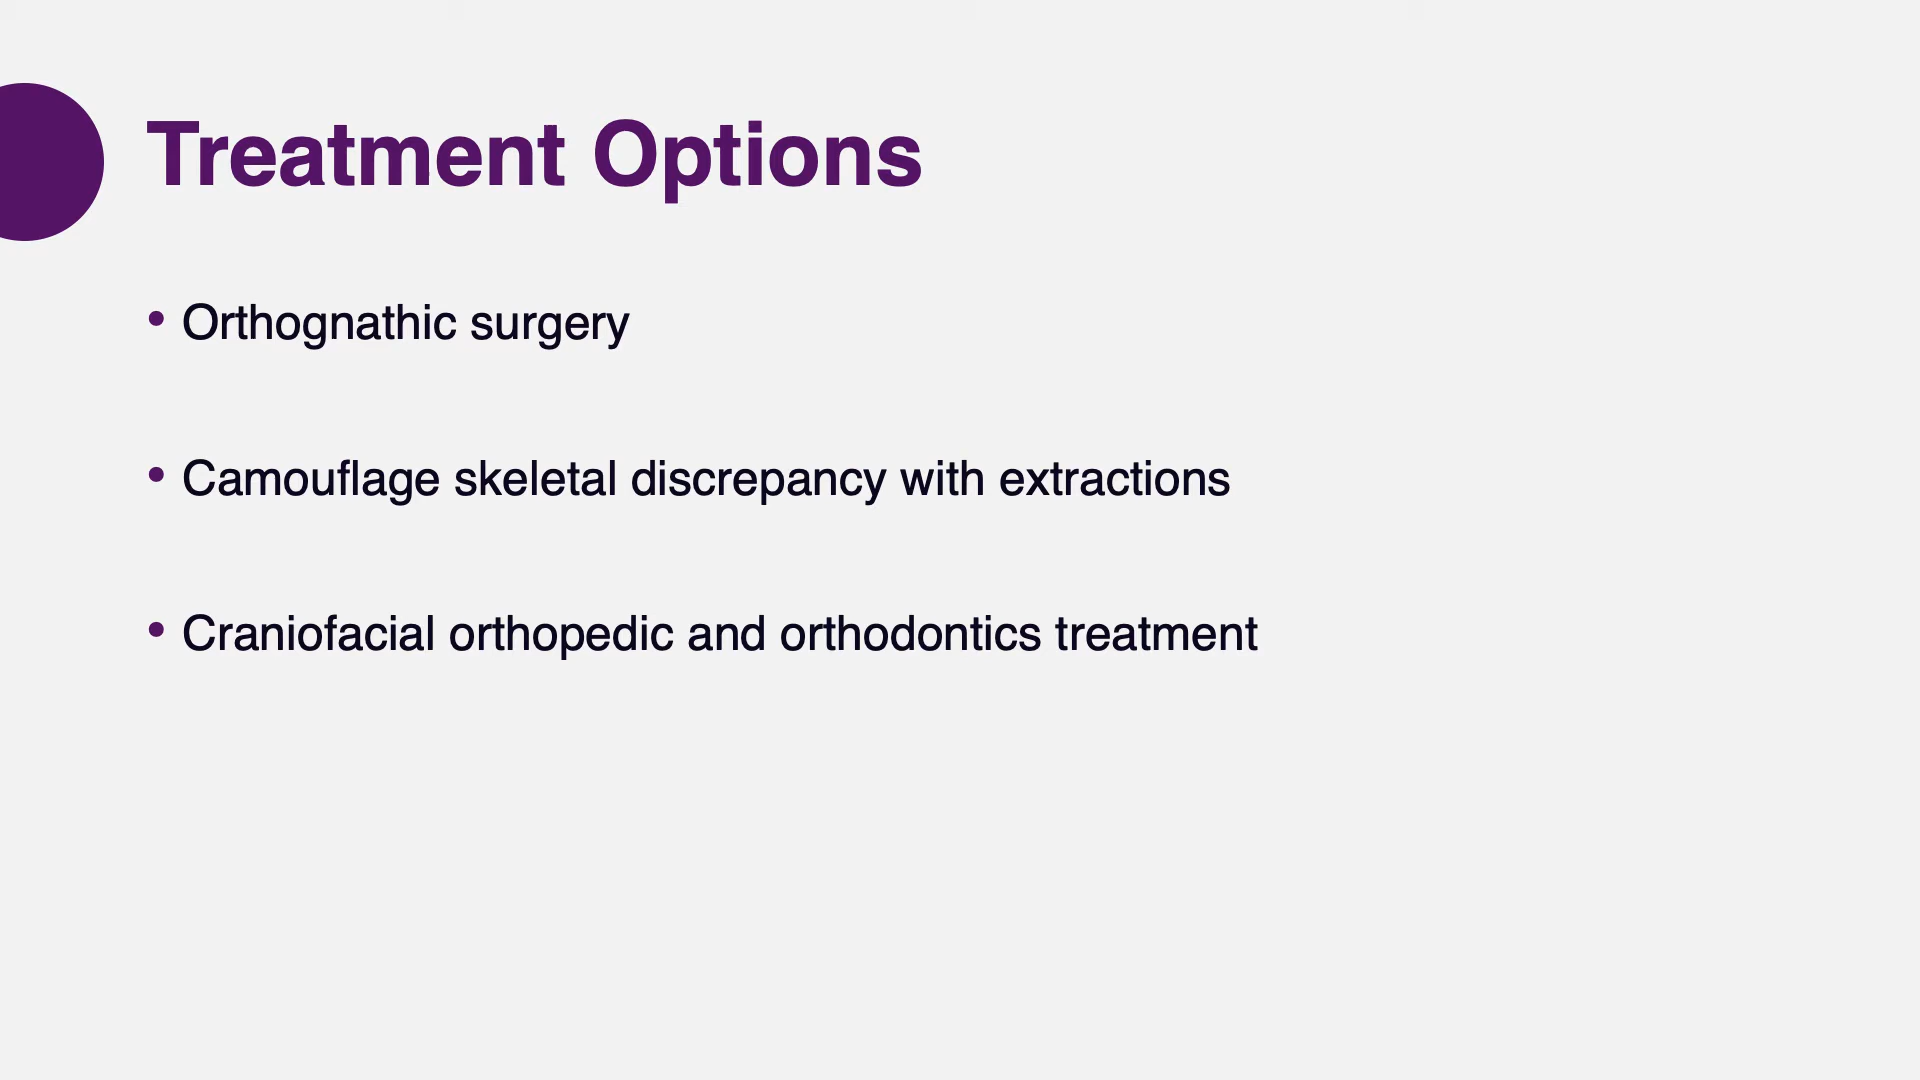 Treatment Options
• Orthognathic surgery
• Camouflage skeletal discrepancy with extractions
• Craniofacial orthopedic and orthodontics treatment